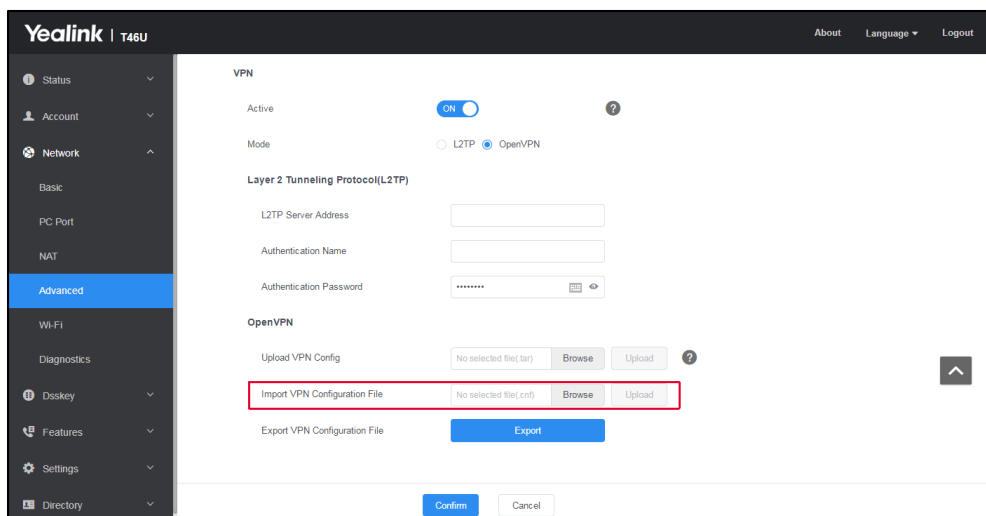 Yealink | T46U
About Language Logout
Status
Account
Network
Basic
PC Port
NAT
Advanced
Wi-Fi
Diagnostics
Dsskey
Features
Settings
Directory
VPN
Active ON ?
Mode L2TP OpenVPN
Layer 2 Tunneling Protocol(L2TP)
L2TP Server Address
Authentication Name
Authentication Password ••••••••
OpenVPN
Upload VPN Config No selected file(.tar) Browse Upload ?
Import VPN Configuration File No selected file(.cnf) Browse Upload
Export VPN Configuration File Export
Confirm Cancel